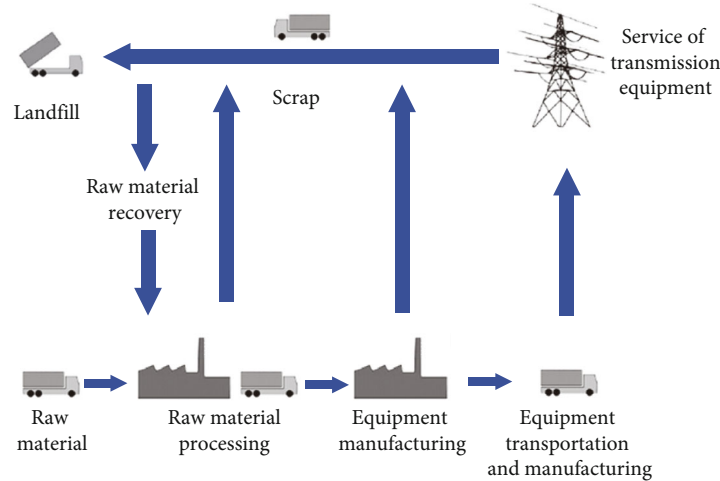 Service of
transmission
equipment
Landfill
Scrap
Raw material
recovery
Raw
material
Raw material
processing
Equipment
manufacturing
Equipment
transportation
and manufacturing